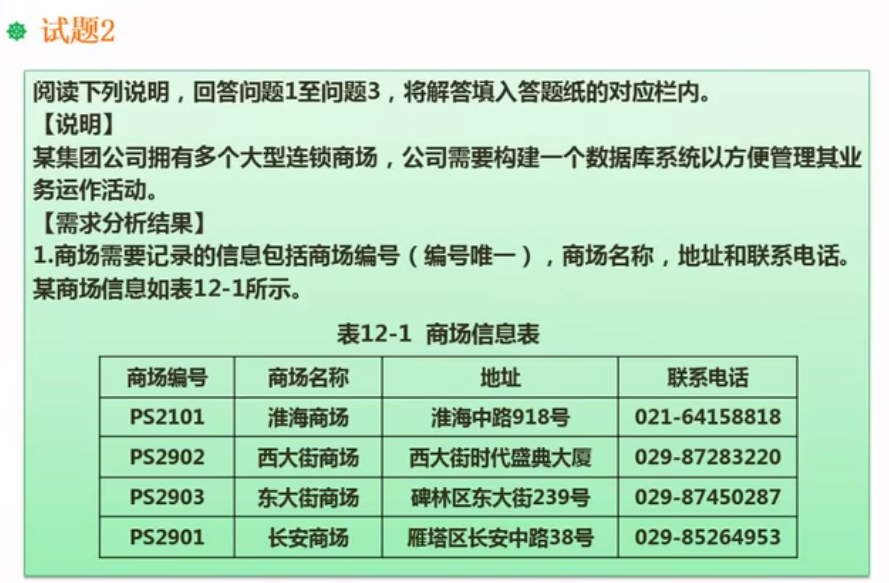 试题2
阅读下列说明，回答问题1至问题3，将解答填入答题纸的对应栏内。
【说明】
某集团公司拥有多个大型连锁商场，公司需要构建一个数据库系统以方便管理其业
务运作活动。
【需求分析结果】
1.商场需要记录的信息包括商场编号（编号唯一），商场名称，地址和联系电话。
某商场信息如表12-1所示。
表12-1 商场信息表
商场编号 商场名称 地址 联系电话
PS2101 淮海商场 淮海中路918号 021-64158818
PS2902 西大街商场 西大街时代盛典大厦 029-87283220
PS2903 东大街商场 碑林区东大街239号 029-87450287
PS2901 长安商场 雁塔区长安中路38号 029-85264953